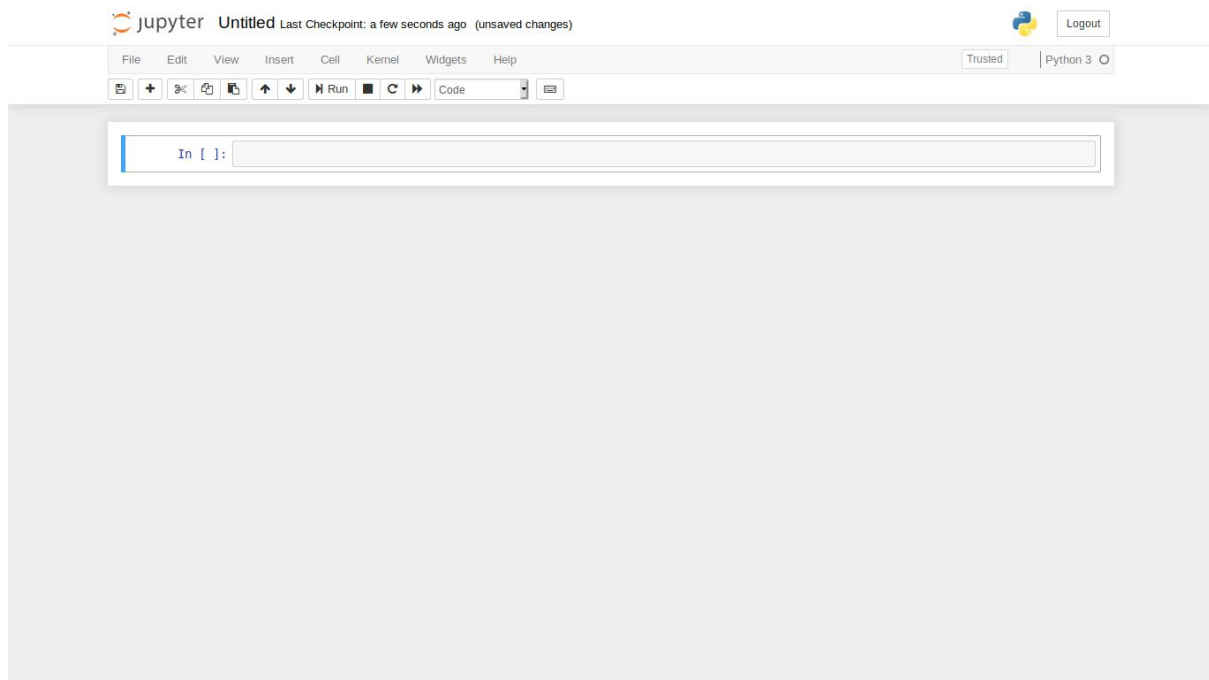 jupyter Untitled Last Checkpoint: a few seconds ago (unsaved changes) Logout
File Edit View Insert Cell Kernel Widgets Help Trusted Python 3
Run Code
In [ ]: